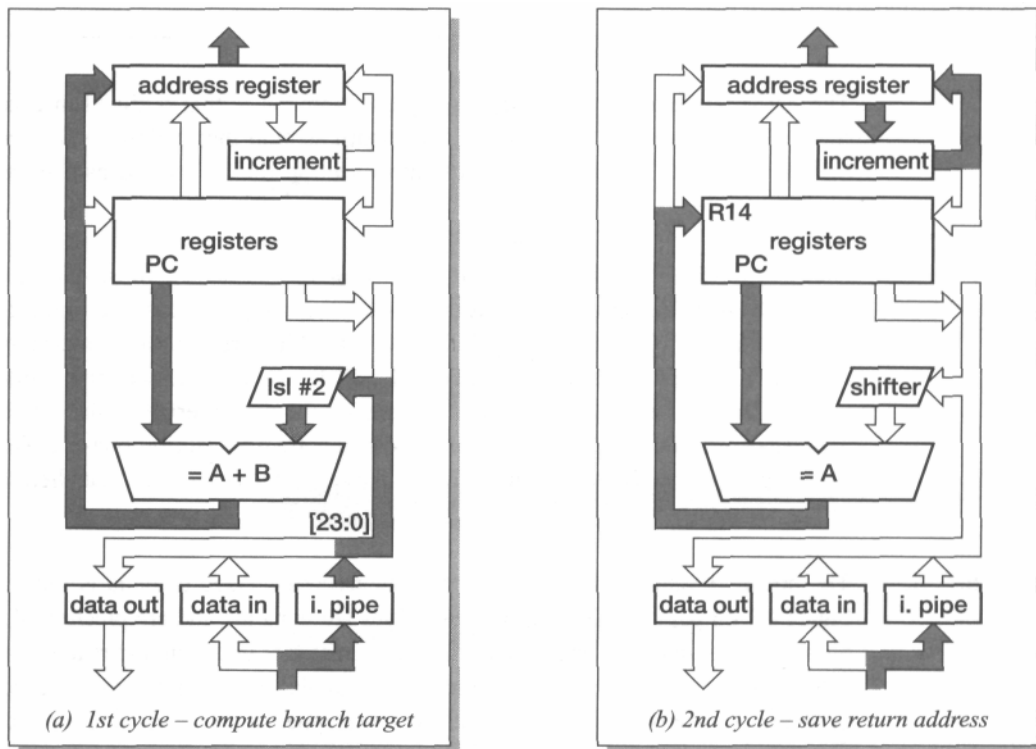 address register
increment
registers
PC
lsl #2
= A + B
[23:0]
data out
data in
i. pipe
(a) 1st cycle – compute branch target
address register
increment
R14
registers
PC
shifter
= A
data out
data in
i. pipe
(b) 2nd cycle – save return address